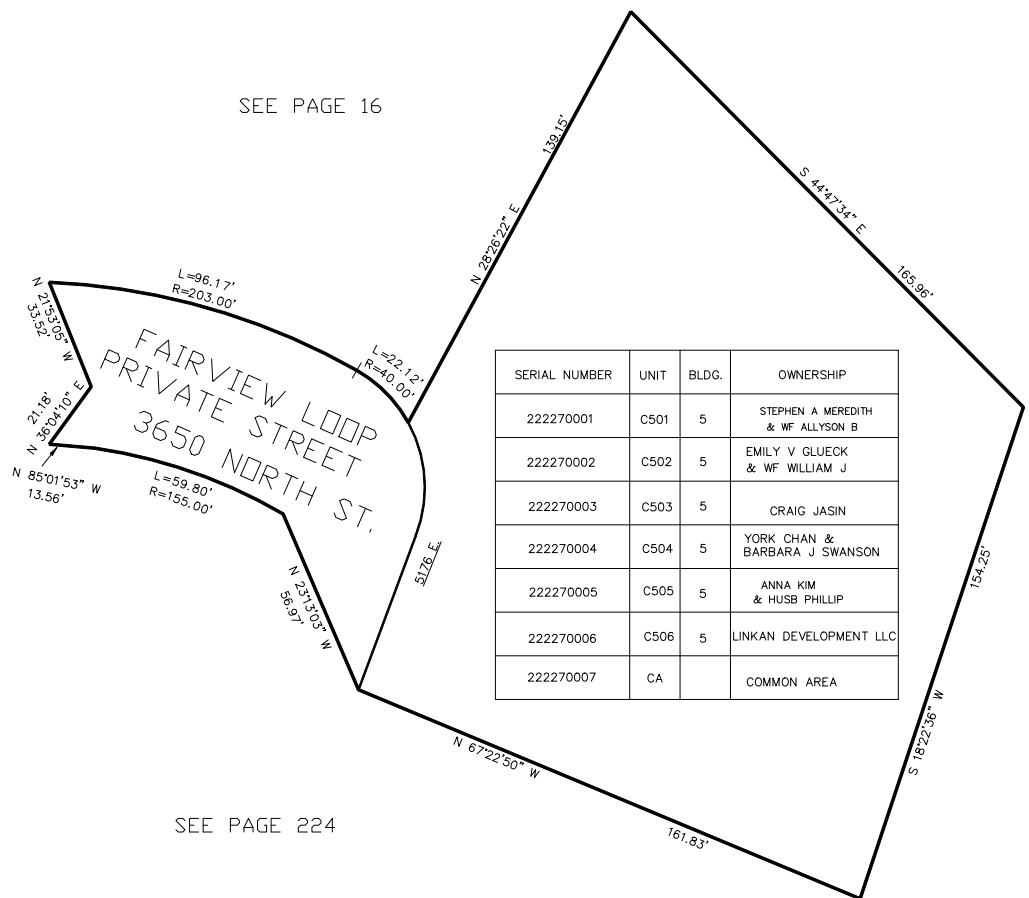 SEE PAGE 16
139.15'
N 28°26'22" E
S 44°47'34" E
165.96'
L=96.17'
R=203.00'
N 21°53'05" W
33.52'
L=22.12'
R=40.00'
FAIRVIEW LOOP
PRIVATE STREET
3650 NORTH ST.
21.18'
N 36°04'10" E
N 85°01'53" W
13.56'
L=59.80'
R=155.00'
N 23°13'03" W
56.97'
5176 E.
SERIAL NUMBER UNIT BLDG. OWNERSHIP
222270001 C501 5 STEPHEN A MEREDITH
& WF ALLYSON B
222270002 C502 5 EMILY V GLUECK
& WF WILLIAM J
222270003 C503 5 CRAIG JASIN
222270004 C504 5 YORK CHAN &
BARBARA J SWANSON
222270005 C505 5 ANNA KIM
& HUSB PHILLIP
222270006 C506 5 LINKAN DEVELOPMENT LLC
222270007 CA COMMON AREA
154.25'
S 18°22'36" W
N 67°22'50" W
161.83'
SEE PAGE 224